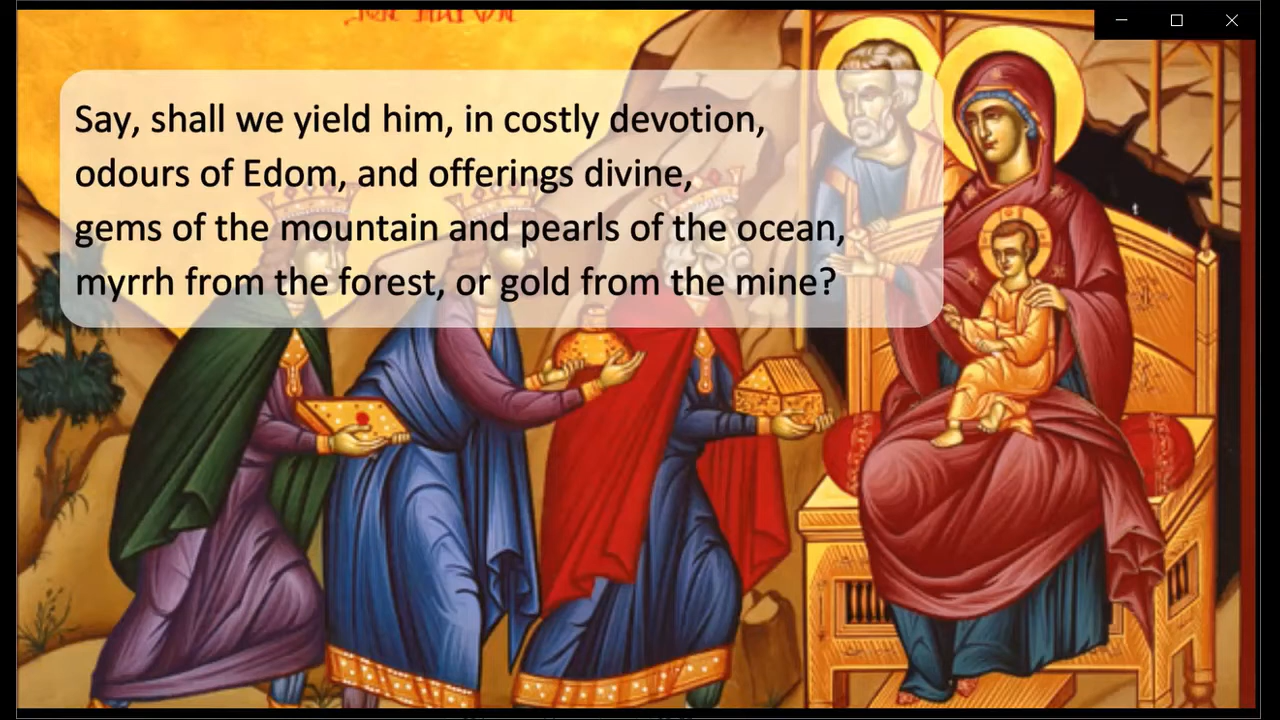 Say, shall we yield him, in costly devotion,
odours of Edom, and offerings divine,
gems of the mountain and pearls of the ocean,
myrrh from the forest, or gold from the mine?